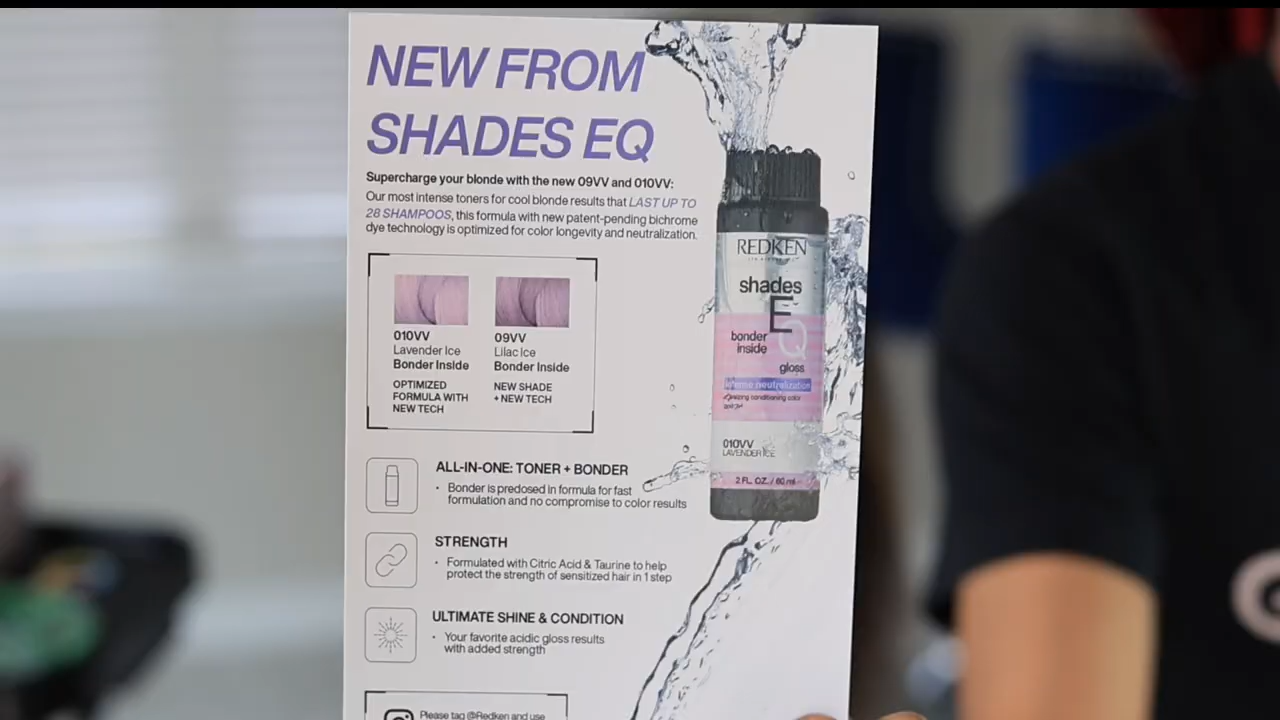 NEW FROM
SHADES EQ
Supercharge your blonde with the new 09VV and 010VV:
Our most intense toners for cool blonde results that LAST UP TO
28 SHAMPOOS, this formula with new patent-pending bichrome
dye technology is optimized for color longevity and neutralization.
010VV
Lavender Ice
Bonder Inside
OPTIMIZED
FORMULA WITH
NEW TECH
09VV
Lilac Ice
Bonder Inside
NEW SHADE
+ NEW TECH
ALL-IN-ONE: TONER + BONDER
• Bonder is predosed in formula for fast
formulation and no compromise to color results
STRENGTH
• Formulated with Citric Acid & Taurine to help
protect the strength of sensitized hair in 1 step
ULTIMATE SHINE & CONDITION
• Your favorite acidic gloss results
with added strength
Please tag @Redken and use
REDKEN
shades
EQ
bonder
inside
gloss
intense neutralization
conditioning color
010VV
LAVENDER ICE
2 FL. OZ. / 60 ml